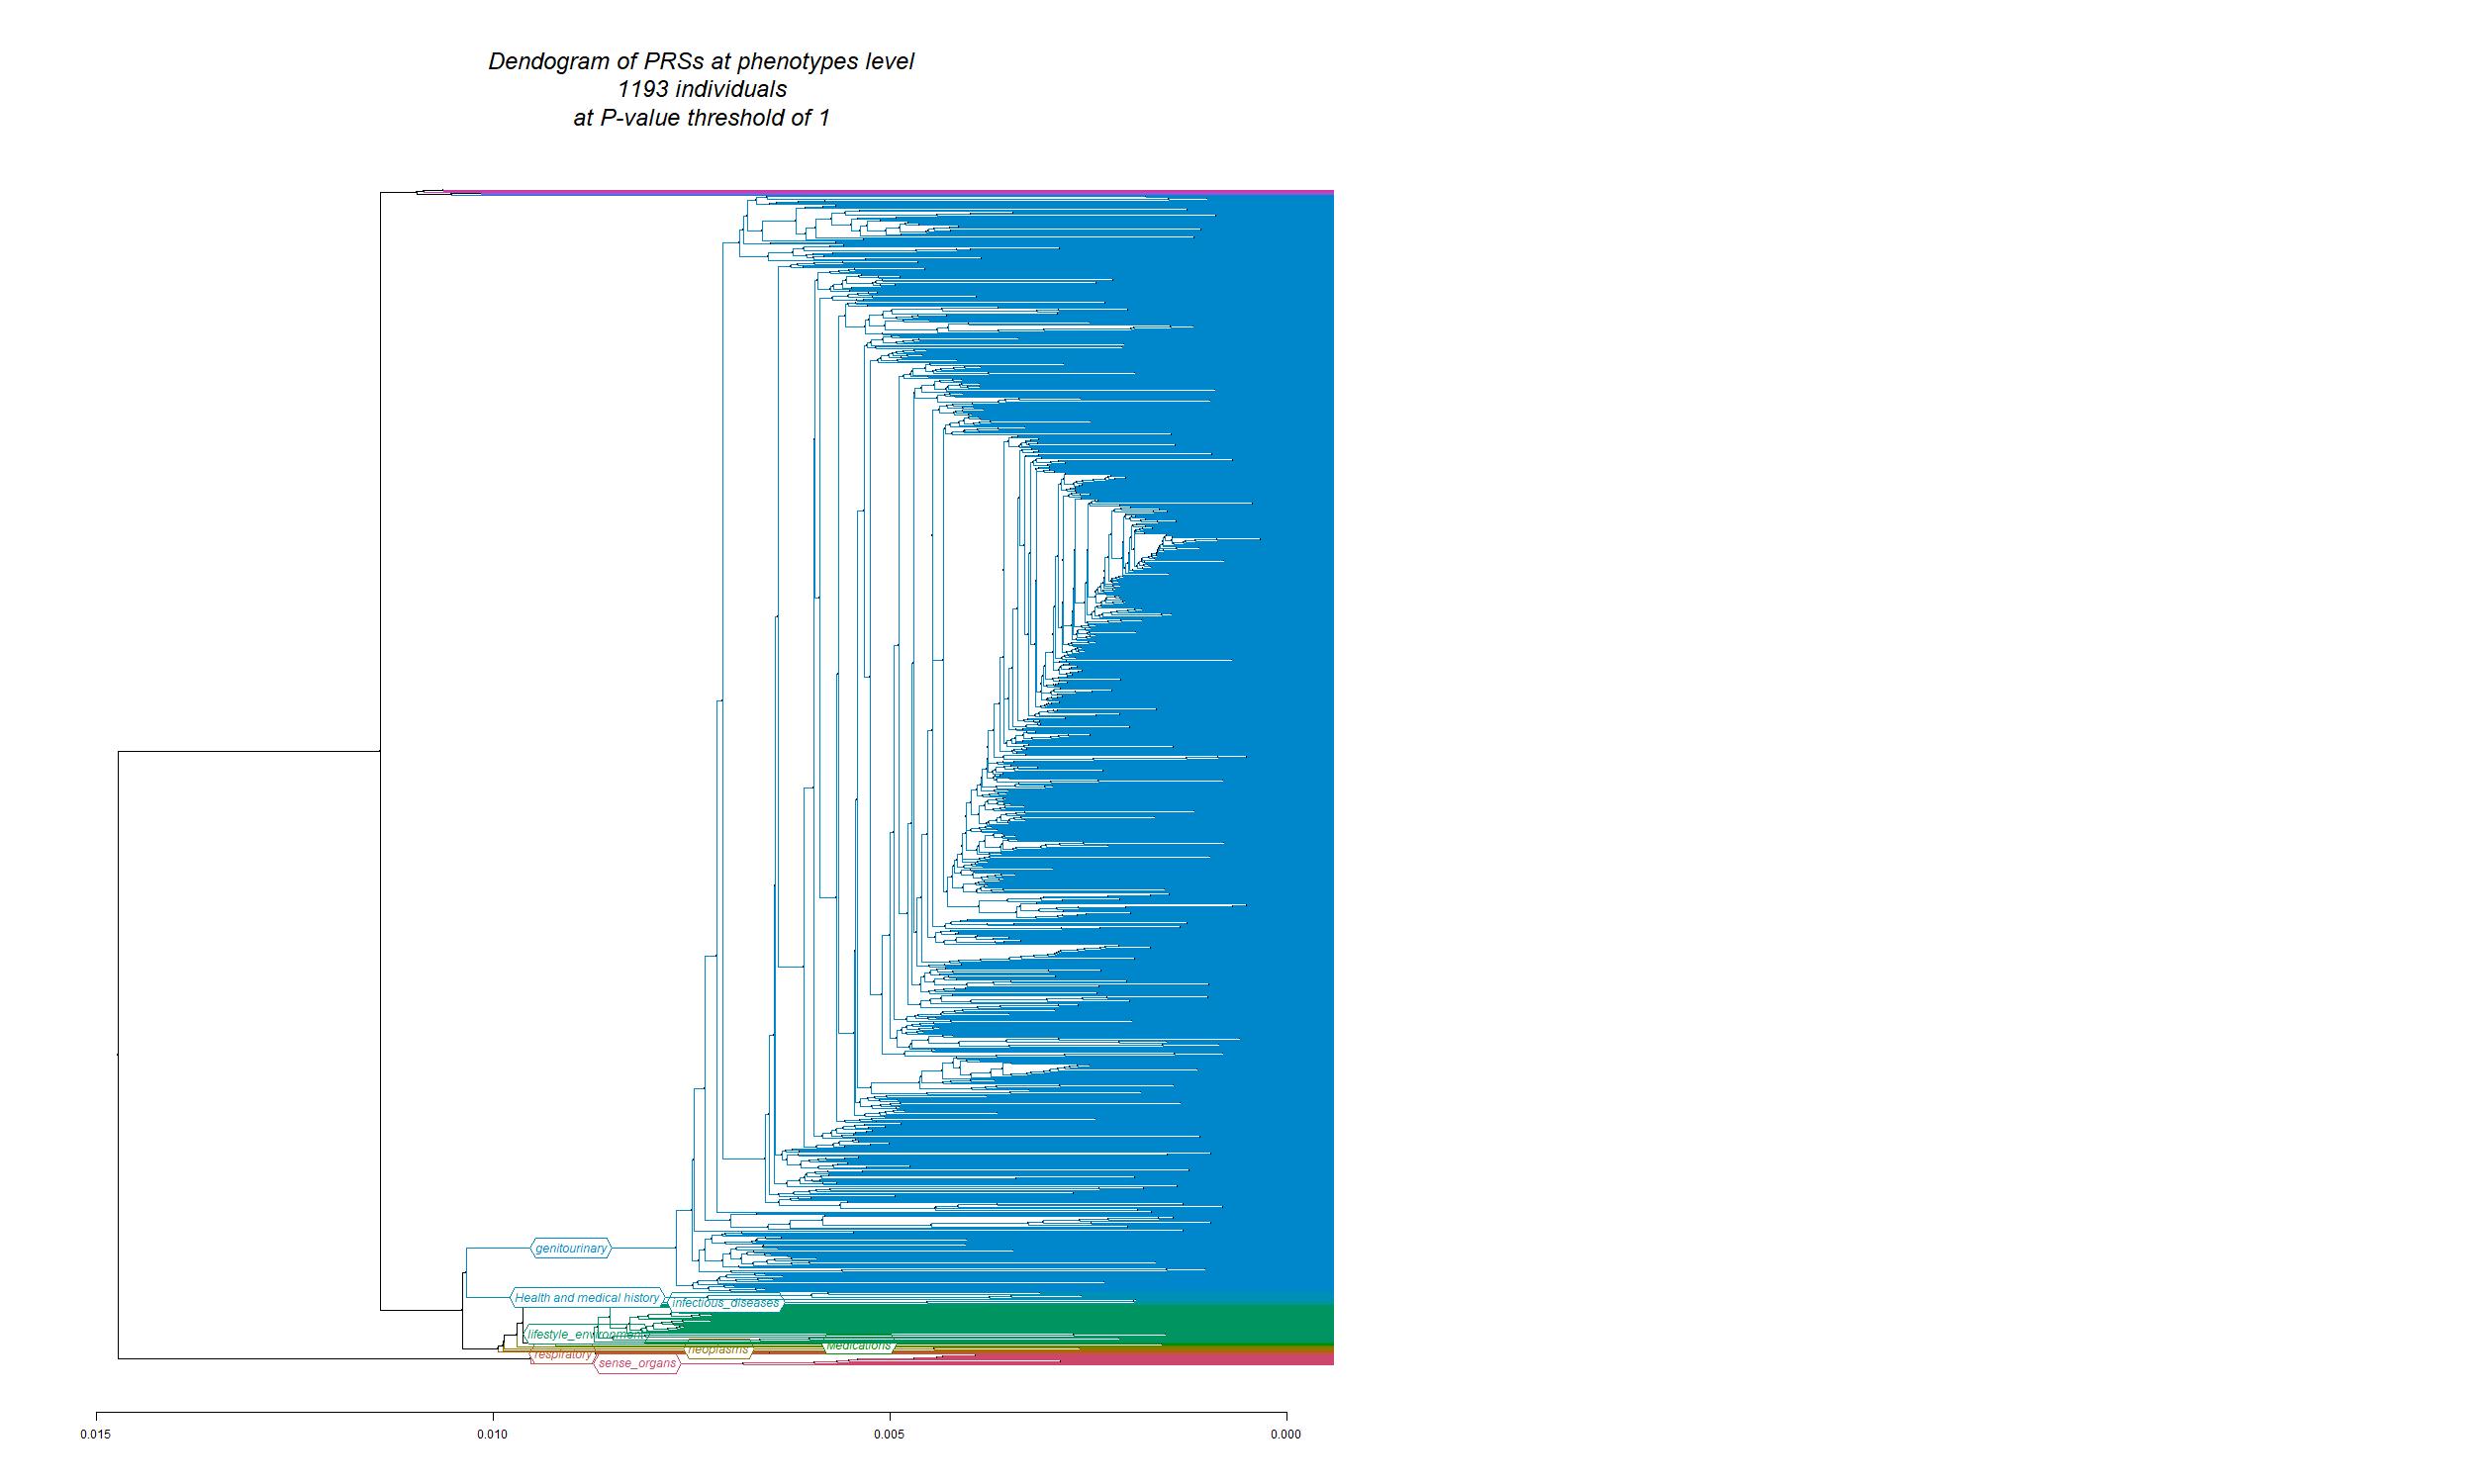 Dendogram of PRSs at phenotypes level
1193 individuals
at P-value threshold of 1
genitourinary
Health and medical history
infectious_diseases
lifestyle_environment
Medications
neoplasms
respiratory
sense_organs
0.015 0.010 0.005 0.000